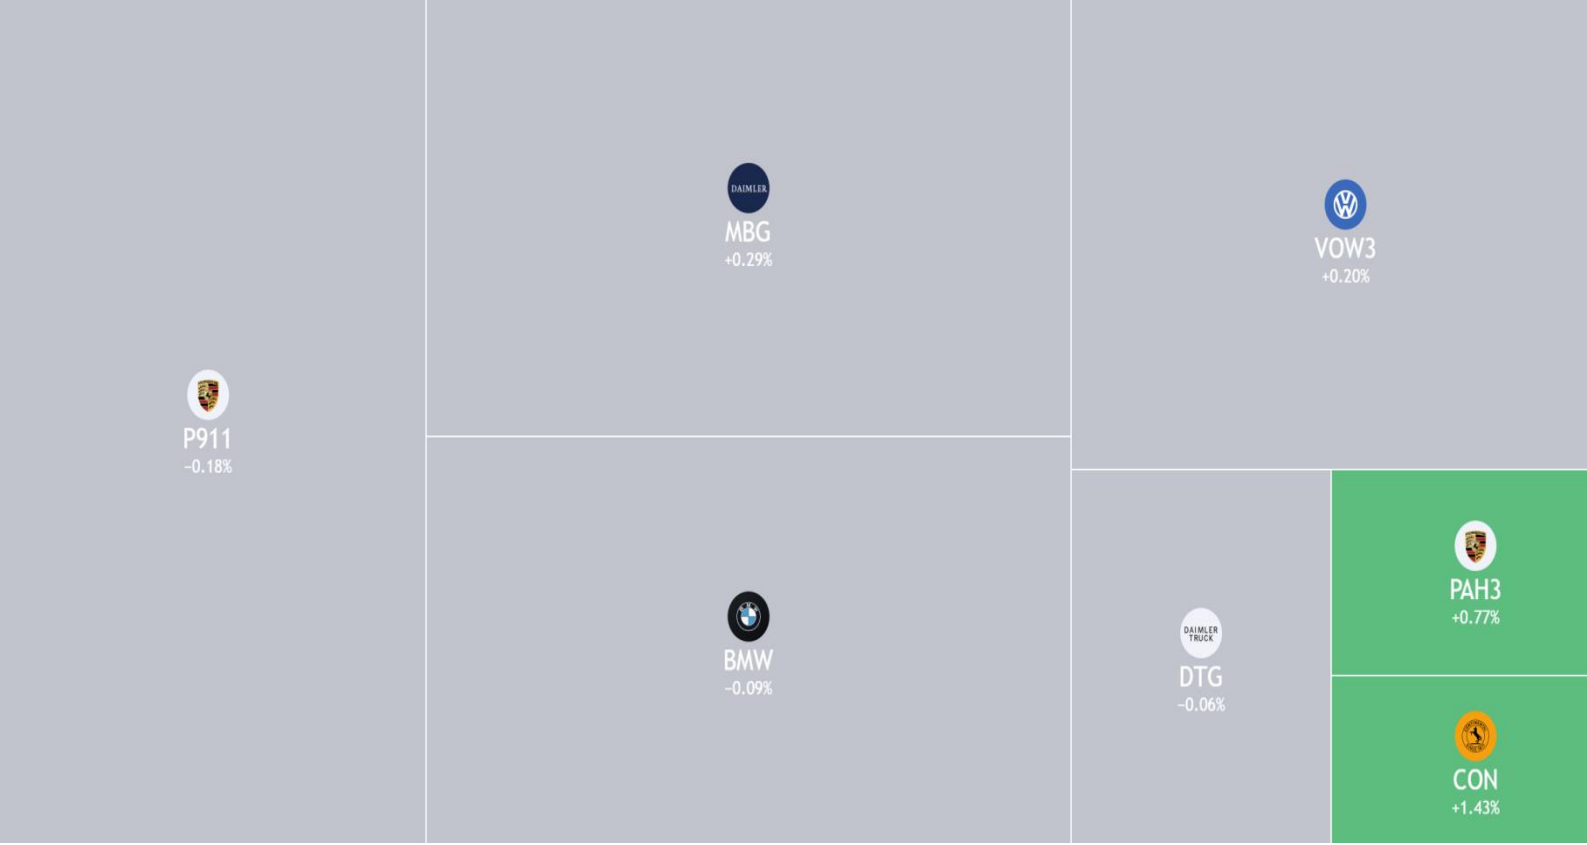 P911
−0.18%
DAIMLER
MBG
+0.29%
BMW
−0.09%
VOW3
+0.20%
DAIMLER
TRUCK
DTG
−0.06%
PAH3
+0.77%
CON
+1.43%